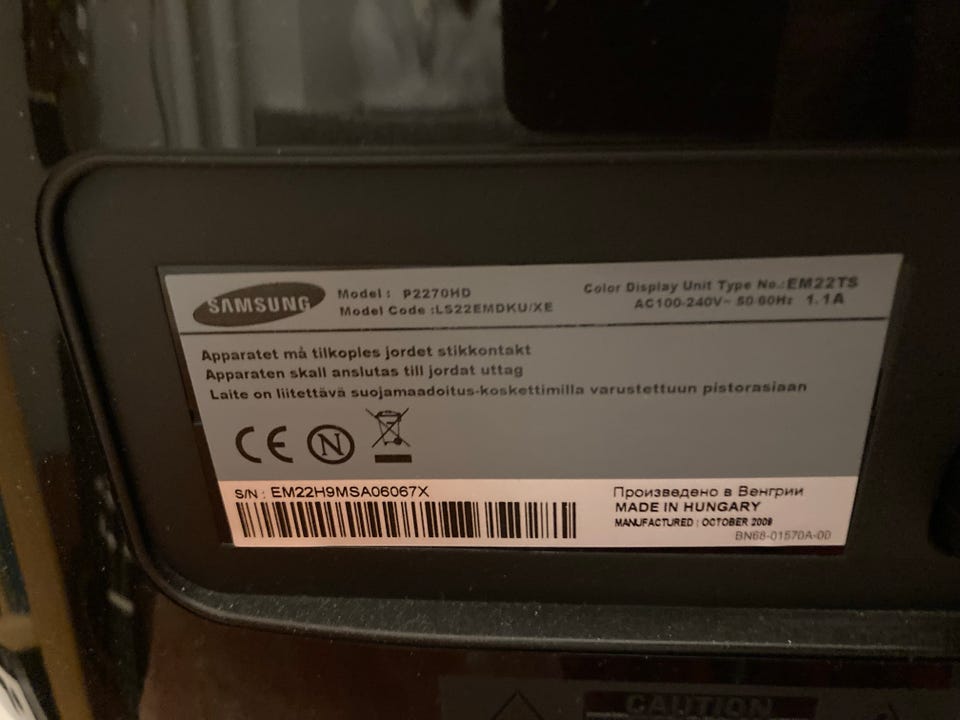 SAMSUNG
Model : P2270HD
Model Code :LS22EMDKU/XE
Color Display Unit Type No.:EM22TS
AC100-240V~ 50/60Hz 1.1A
Apparatet må tilkoples jordet stikkontakt
Apparaten skall anslutas till jordat uttag
Laite on liitettävä suojamaadoitus-koskettimilla varustettuun pistorasiaan
CE N
S/N : EM22H9MSA06067X
Произведено в Венгрии
MADE IN HUNGARY
MANUFACTURED : OCTOBER 2009
BN68-01570A-00
CAUTION